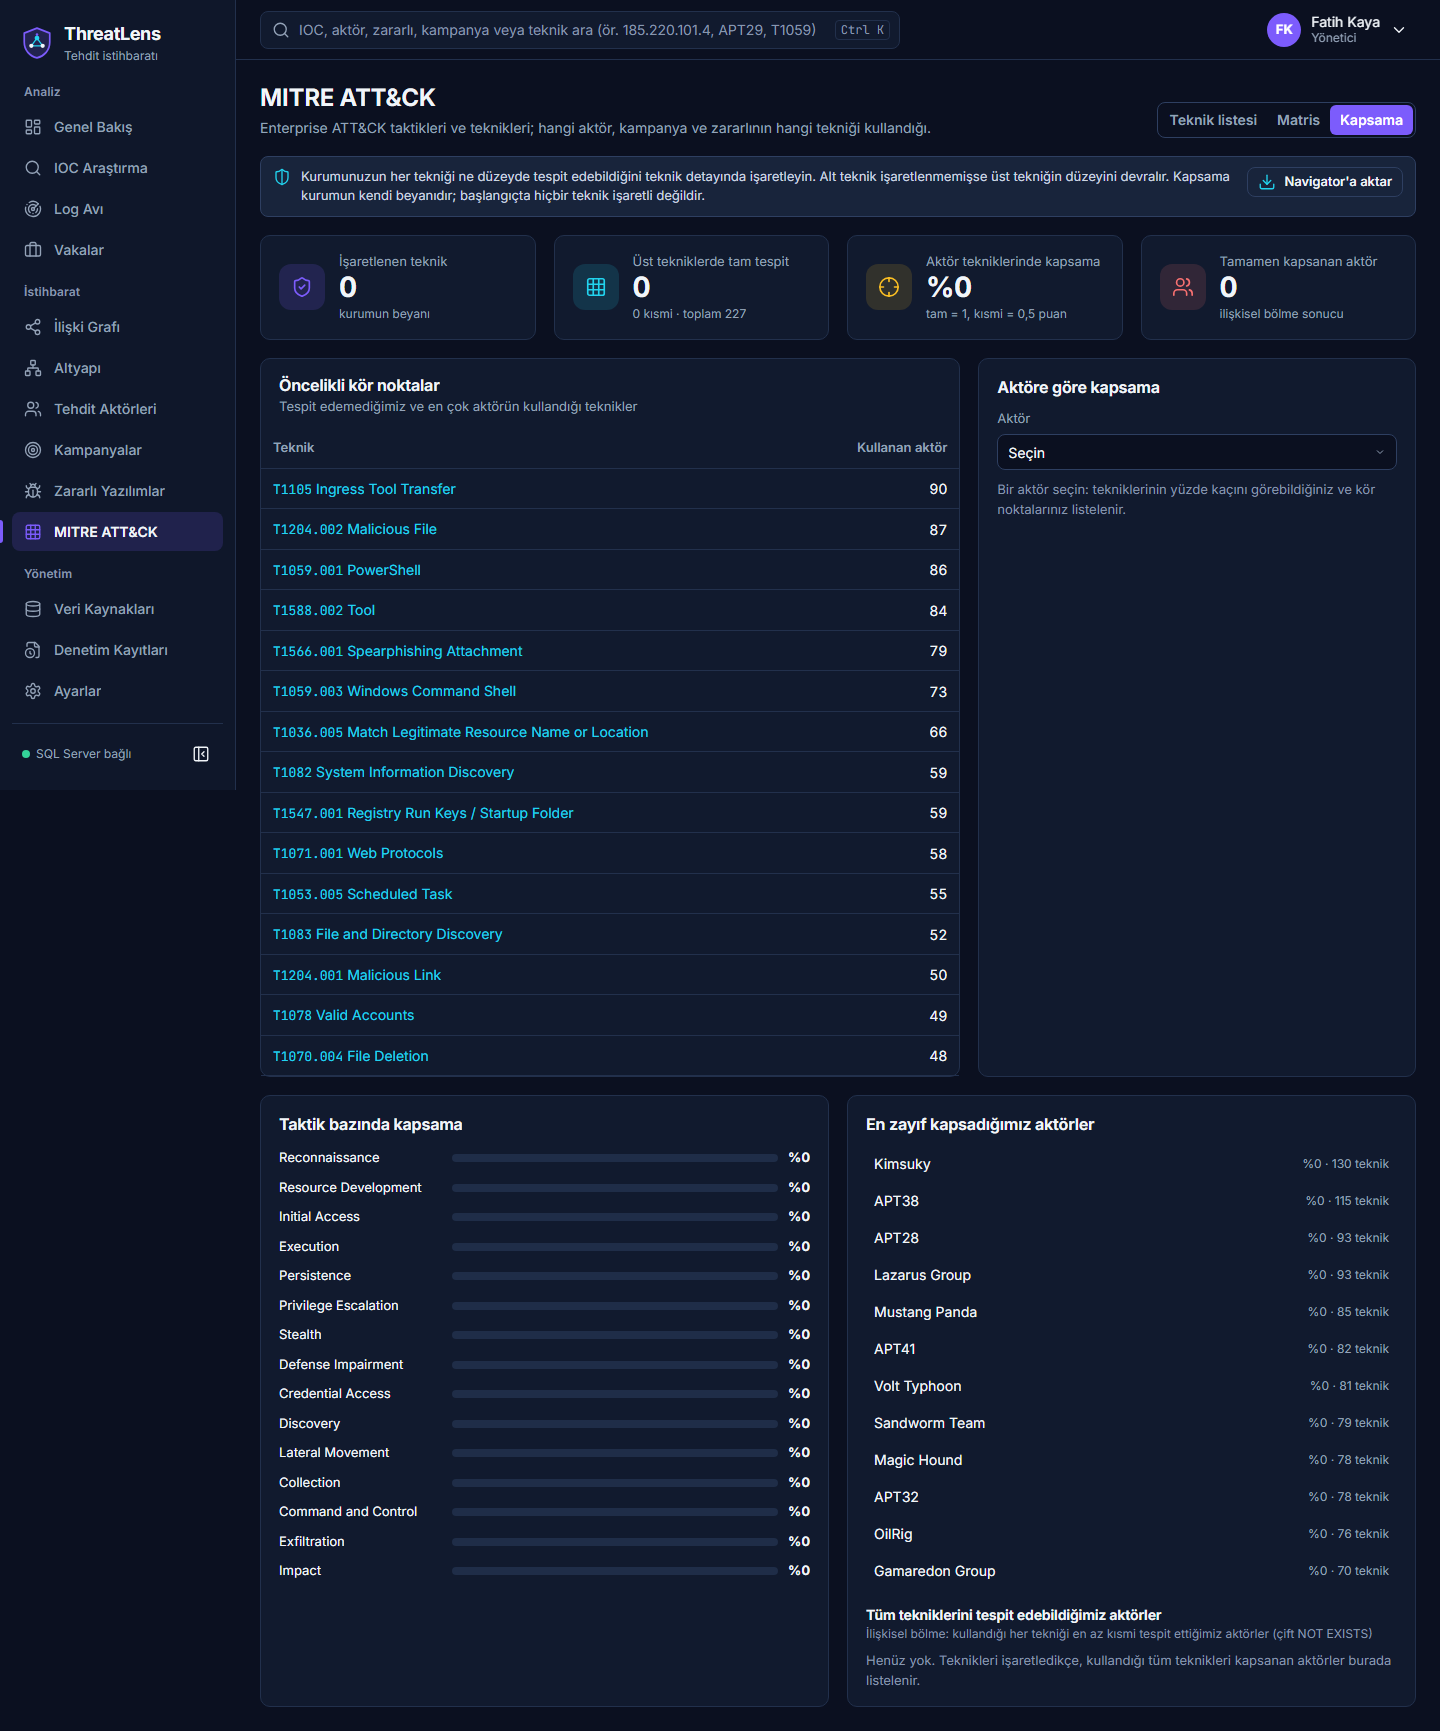 ThreatLens
Tehdit istihbaratı
Analiz
Genel Bakış
IOC Araştırma
Log Avı
Vakalar
İstihbarat
İlişki Grafı
Altyapı
Tehdit Aktörleri
Kampanyalar
Zararlı Yazılımlar
MITRE ATT&CK
Yönetim
Veri Kaynakları
Denetim Kayıtları
Ayarlar
SQL Server bağlı
IOC, aktör, zararlı, kampanya veya teknik ara (ör. 185.220.101.4, APT29, T1059) Ctrl K
FK
Fatih Kaya
Yönetici
MITRE ATT&CK
Enterprise ATT&CK taktikleri ve teknikleri; hangi aktör, kampanya ve zararlının hangi tekniği kullandığı.
Teknik listesi Matris Kapsama
Kurumunuzun her tekniği ne düzeyde tespit edebildiğini teknik detayında işaretleyin. Alt teknik işaretlenmemişse üst tekniğin düzeyini devralır. Kapsama
kurumun kendi beyanıdır; başlangıçta hiçbir teknik işaretli değildir.
Navigator'a aktar
İşaretlenen teknik
0
kurumun beyanı
Üst tekniklerde tam tespit
0
0 kısmi · toplam 227
Aktör tekniklerinde kapsama
%0
tam = 1, kısmi = 0,5 puan
Tamamen kapsanan aktör
0
ilişkisel bölme sonucu
Öncelikli kör noktalar
Tespit edemediğimiz ve en çok aktörün kullandığı teknikler
Teknik Kullanan aktör
T1105 Ingress Tool Transfer 90
T1204.002 Malicious File 87
T1059.001 PowerShell 86
T1588.002 Tool 84
T1566.001 Spearphishing Attachment 79
T1059.003 Windows Command Shell 73
T1036.005 Match Legitimate Resource Name or Location 66
T1082 System Information Discovery 59
T1547.001 Registry Run Keys / Startup Folder 59
T1071.001 Web Protocols 58
T1053.005 Scheduled Task 55
T1083 File and Directory Discovery 52
T1204.001 Malicious Link 50
T1078 Valid Accounts 49
T1070.004 File Deletion 48
Aktöre göre kapsama
Aktör
Seçin
Bir aktör seçin: tekniklerinin yüzde kaçını görebildiğiniz ve kör
noktalarınız listelenir.
Taktik bazında kapsama
Reconnaissance %0
Resource Development %0
Initial Access %0
Execution %0
Persistence %0
Privilege Escalation %0
Stealth %0
Defense Impairment %0
Credential Access %0
Discovery %0
Lateral Movement %0
Collection %0
Command and Control %0
Exfiltration %0
Impact %0
En zayıf kapsadığımız aktörler
Kimsuky %0 · 130 teknik
APT38 %0 · 115 teknik
APT28 %0 · 93 teknik
Lazarus Group %0 · 93 teknik
Mustang Panda %0 · 85 teknik
APT41 %0 · 82 teknik
Volt Typhoon %0 · 81 teknik
Sandworm Team %0 · 79 teknik
Magic Hound %0 · 78 teknik
APT32 %0 · 78 teknik
OilRig %0 · 76 teknik
Gamaredon Group %0 · 70 teknik
Tüm tekniklerini tespit edebildiğimiz aktörler
İlişkisel bölme: kullandığı her tekniği en az kısmi tespit ettiğimiz aktörler (çift NOT EXISTS)
Henüz yok. Teknikleri işaretledikçe, kullandığı tüm teknikleri kapsanan aktörler burada
listelenir.